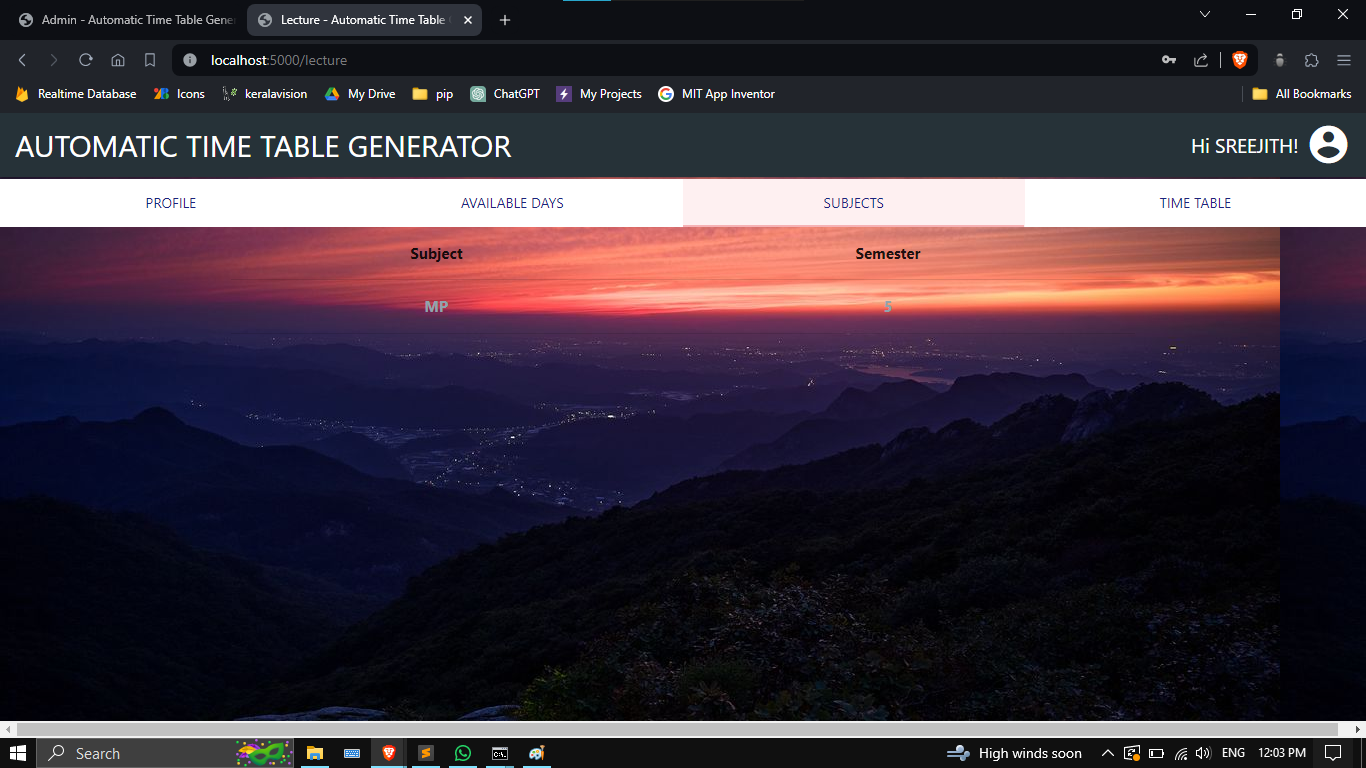 Admin - Automatic Time Table Gener
Lecture - Automatic Time Table
localhost:5000/lecture
Realtime Database Icons keralavision My Drive pip ChatGPT My Projects MIT App Inventor All Bookmarks
AUTOMATIC TIME TABLE GENERATOR Hi SREEJITH!
PROFILE AVAILABLE DAYS SUBJECTS TIME TABLE
Subject Semester
MP 5
Search High winds soon ENG 12:03 PM